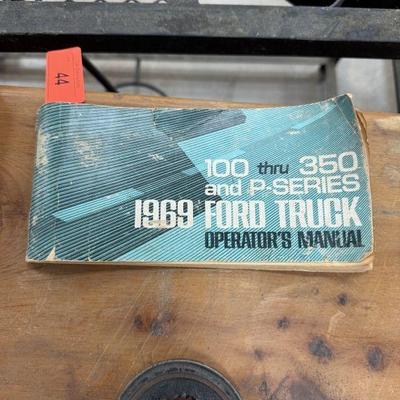 44
100 thru 350
and P-SERIES
1969 FORD TRUCK
OPERATOR'S MANUAL